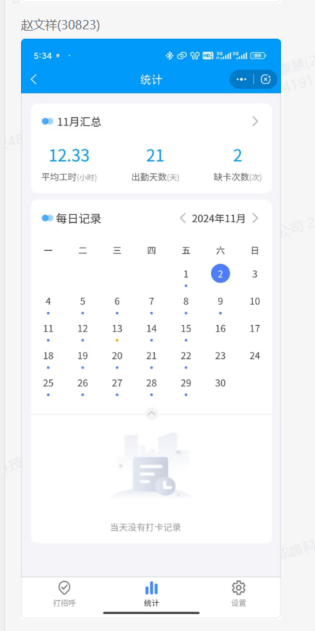 赵文祥(30823)
5:34
统计
11月汇总
12.33 21 2
平均工时(小时) 出勤天数(天) 缺卡次数(次)
每日记录 2024年11月
一 二 三 四 五 六 日
1 2 3
4 5 6 7 8 9 10
11 12 13 14 15 16 17
18 19 20 21 22 23 24
25 26 27 28 29 30
当天没有打卡记录
打招呼 统计 设置